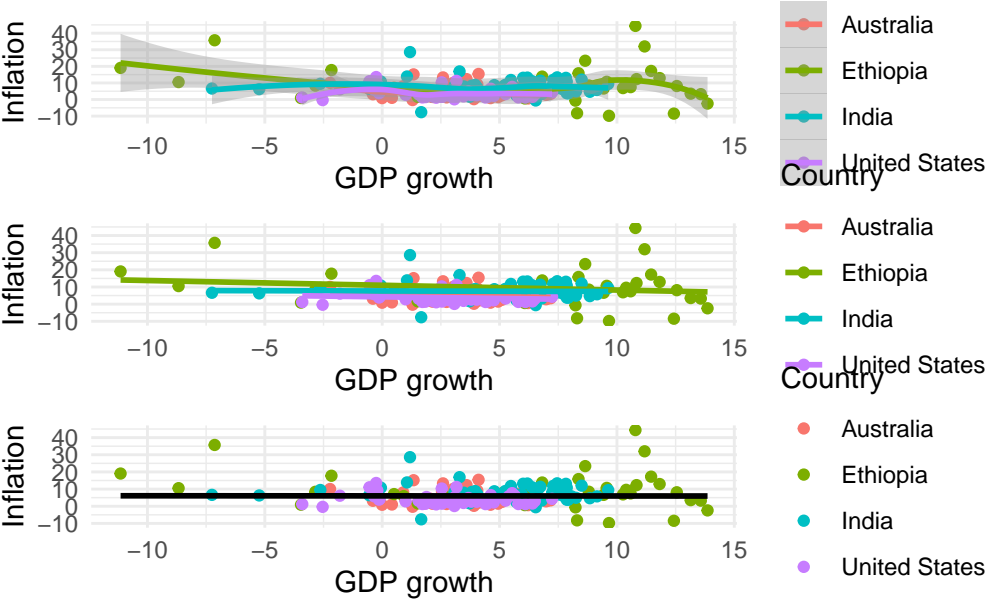 Inflation
40
30
20
10
0
−10
−10 −5 0 5 10 15
GDP growth
Australia
Ethiopia
India
United States
Country
Inflation
40
30
20
10
0
−10
−10 −5 0 5 10 15
GDP growth
Australia
Ethiopia
India
United States
Country
Inflation
40
30
20
10
0
−10
−10 −5 0 5 10 15
GDP growth
Australia
Ethiopia
India
United States